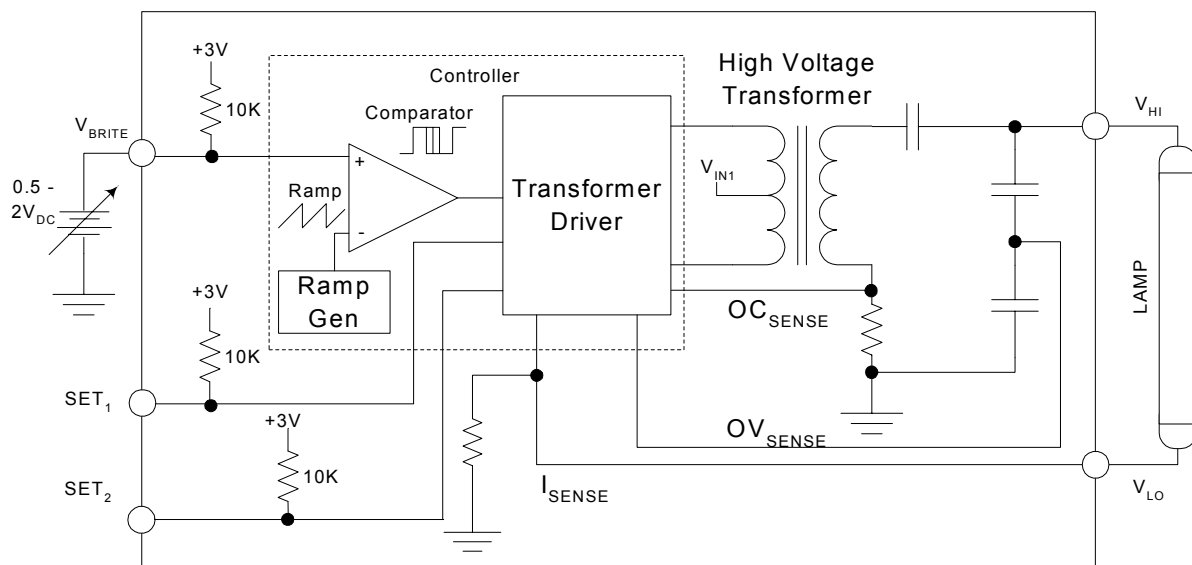 +3V
10K
V_BRITE
0.5 -
2V_DC
Controller
Comparator
+
Ramp
-
Ramp
Gen
Transformer
Driver
High Voltage
Transformer
V_IN1
V_HI
LAMP
OC_SENSE
+3V
10K
SET_1
+3V
10K
SET_2
OV_SENSE
I_SENSE
V_LO